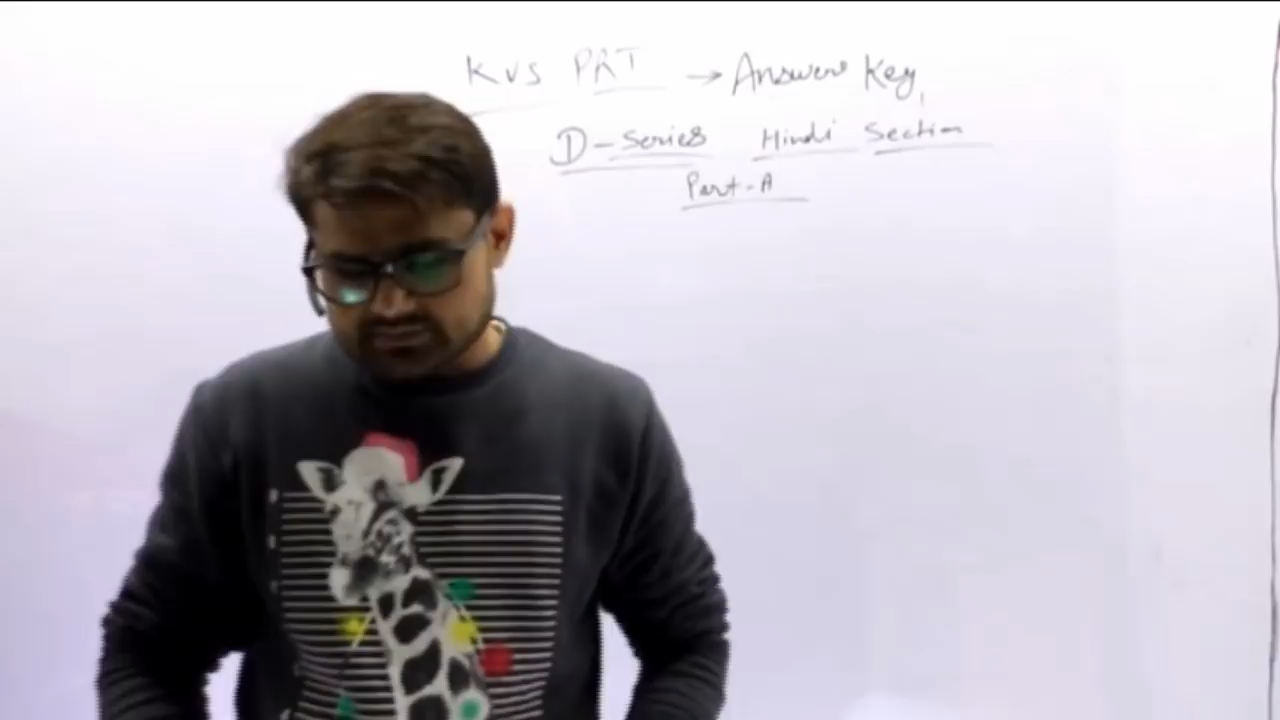 KVS PRT → Answer Key
D-Series Hindi Section
Part-A